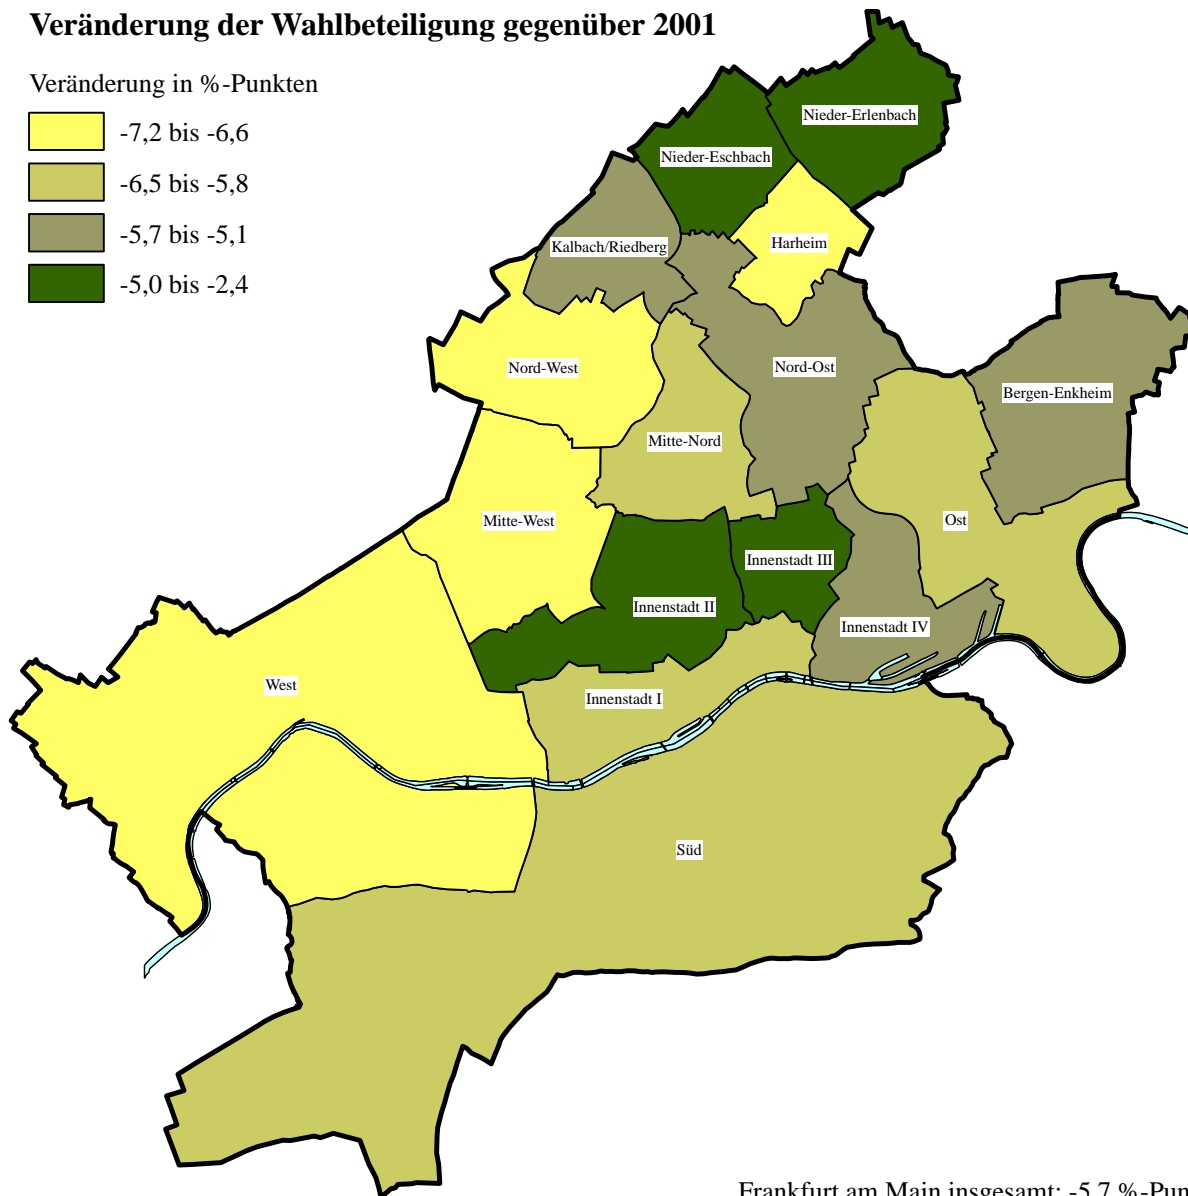 Veränderung der Wahlbeteiligung gegenüber 2001
Veränderung in %-Punkten
-7,2 bis -6,6
-6,5 bis -5,8
-5,7 bis -5,1
-5,0 bis -2,4
Nieder-Erlenbach
Nieder-Eschbach
Kalbach/Riedberg
Harheim
Nord-West
Nord-Ost
Bergen-Enkheim
Mitte-Nord
Mitte-West
Ost
Innenstadt III
Innenstadt II
Innenstadt IV
West
Innenstadt I
Süd
Frankfurt am Main insgesamt: -5,7 %-Pun